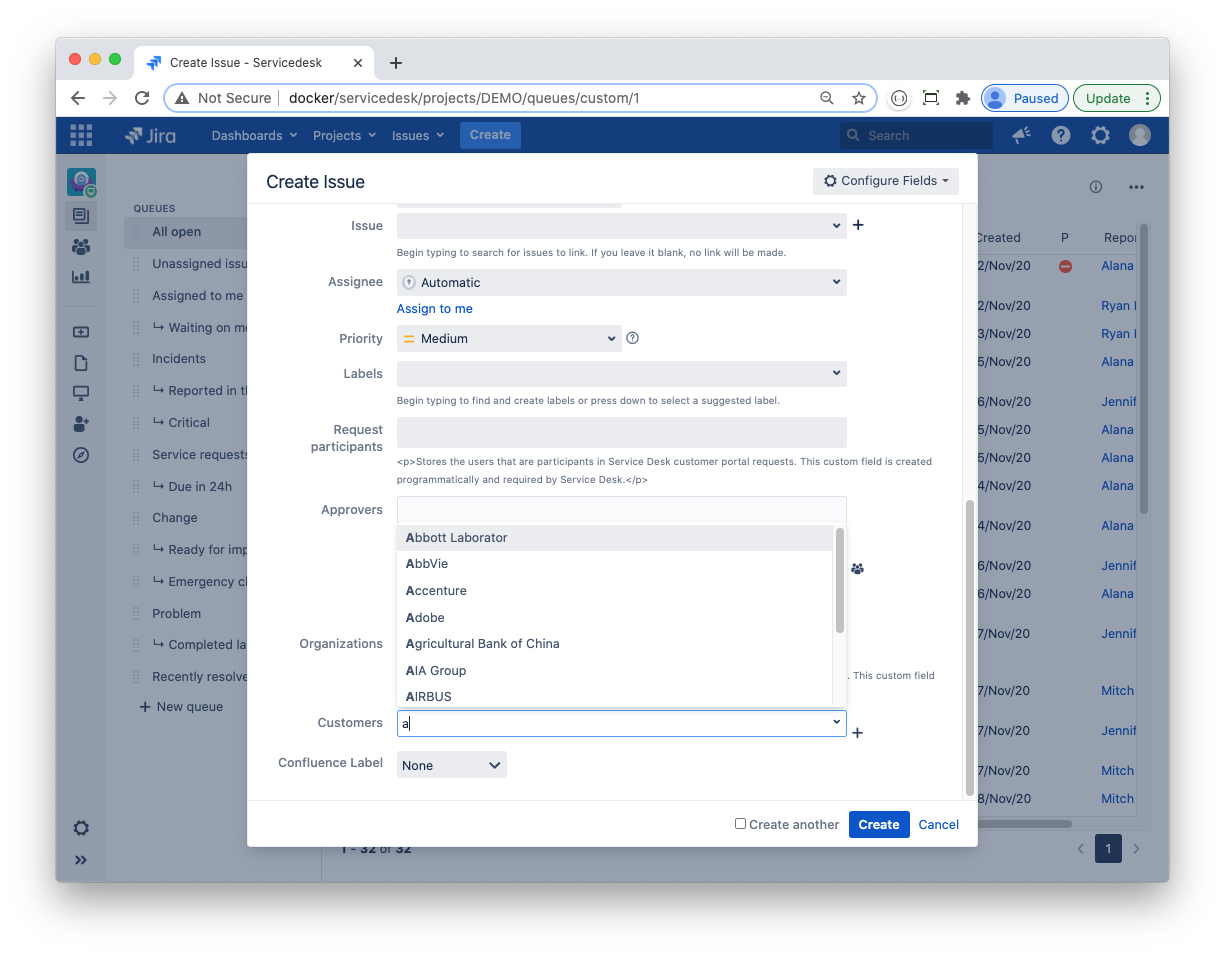 Create Issue - Servicedesk
Not Secure
docker/servicedesk/projects/DEMO/queues/custom/1
Paused
Update
Jira
Dashboards
Projects
Issues
Create
Search
Create Issue
Configure Fields
QUEUES
All open
Unassigned issu
Assigned to me
Waiting on me
Incidents
Reported in th
Critical
Service requests
Due in 24h
Change
Ready for imp
Emergency ch
Problem
Completed la
Recently resolve
New queue
Issue
Begin typing to search for issues to link. If you leave it blank, no link will be made.
Assignee
Automatic
Assign to me
Priority
Medium
Labels
Begin typing to find and create labels or press down to select a suggested label.
Request
participants
<p>Stores the users that are participants in Service Desk customer portal requests. This custom field is created
programmatically and required by Service Desk.</p>
Approvers
Abbott Laborator
AbbVie
Accenture
Adobe
Agricultural Bank of China
AIA Group
AIRBUS
Organizations
. This custom field
Customers
a
Confluence Label
None
Create another
Create
Cancel
Created
P
Repor
2/Nov/20
Alana
2/Nov/20
Ryan
3/Nov/20
Ryan
5/Nov/20
Alana
6/Nov/20
Jennif
5/Nov/20
Alana
5/Nov/20
Alana
4/Nov/20
Alana
4/Nov/20
Alana
6/Nov/20
Jennif
6/Nov/20
Alana
7/Nov/20
Jennif
7/Nov/20
Mitch
7/Nov/20
Jennif
7/Nov/20
Mitch
8/Nov/20
Mitch
1 - 32 of 32
1